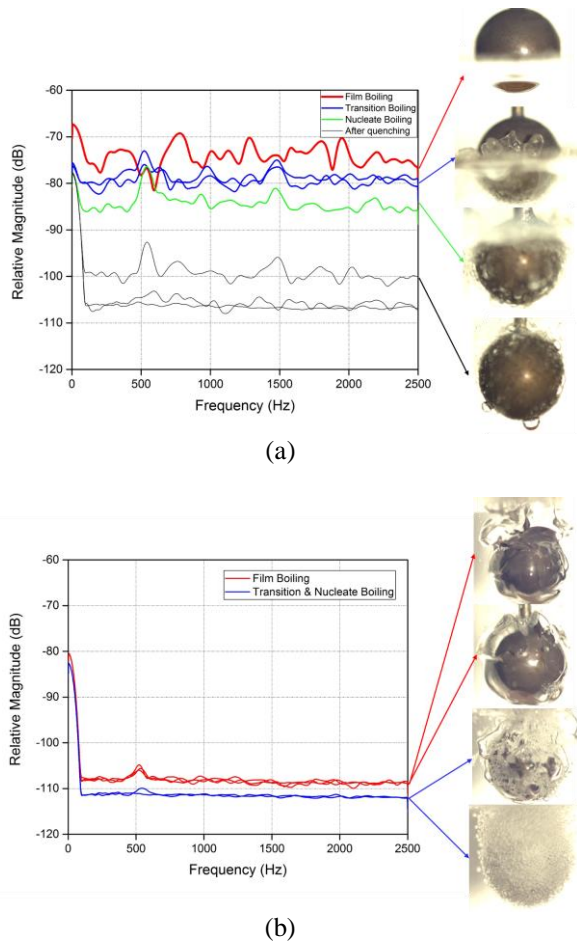 -60
-70
-80
-90
-100
-110
-120
Relative Magnitude (dB)
Film Boiling
Transition Boiling
Nucleate Boiling
After quenching
0 500 1000 1500 2000 2500
Frequency (Hz)
(a)
-60
-70
-80
-90
-100
-110
-120
Relative Magnitude (dB)
Film Boiling
Transition & Nucleate Boiling
0 500 1000 1500 2000 2500
Frequency (Hz)
(b)